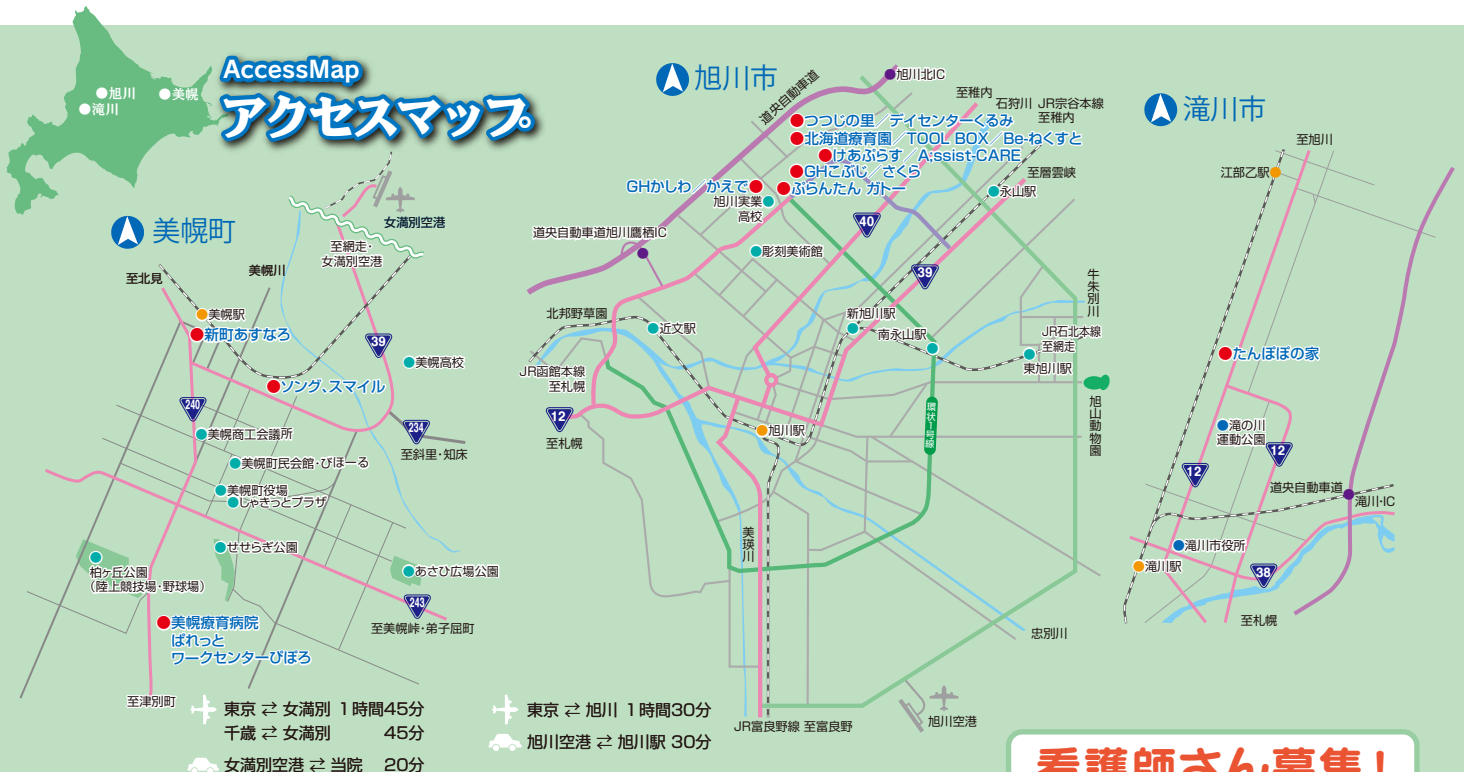 AccessMap
アクセスマップ
旭川
滝川
美幌
美幌町
至北見
美幌川
女満別空港
至網走・
女満別空港
美幌駅
新町あすなろ
39
美幌高校
ソング、スマイル
240
234
至斜里・知床
美幌商工会議所
美幌町民会館・びほーる
美幌町役場
しゃきっとプラザ
せせらぎ公園
柏ヶ丘公園
(陸上競技場・野球場)
あさひ広場公園
243
至美幌峠・弟子屈町
美幌療育病院
ぱれっと
ワークセンターぴぽろ
至津別町
東京 ⇄ 女満別 1時間45分
千歳 ⇄ 女満別 45分
女満別空港 ⇄ 当院 20分
旭川市
道央自動車道
旭川北IC
至稚内
石狩川
JR宗谷本線
至稚内
つつじの里/デイセンターくるみ
北海道療育園/TOOL BOX/Be-ねくすと
けあぷらす/A:ssist-CARE
GHこぶし/さくら
GHかしわ/かえで
ぷらんたん ガトー
旭川実業
高校
至層雲峡
永山駅
40
道央自動車道旭川鷹栖IC
彫刻美術館
39
牛朱別川
北邦野草園
近文駅
新旭川駅
南永山駅
JR石北本線
至網走
東旭川駅
JR函館本線
至札幌
12
至札幌
旭川駅
環状1号線
旭山動物園
美瑛川
忠別川
旭川空港
JR富良野線 至富良野
東京 ⇄ 旭川 1時間30分
旭川空港 ⇄ 旭川駅 30分
滝川市
至旭川
江部乙駅
たんぽぽの家
滝の川
運動公園
12
12
道央自動車道
滝川・IC
滝川市役所
滝川駅
38
至札幌
看護師さん募集!